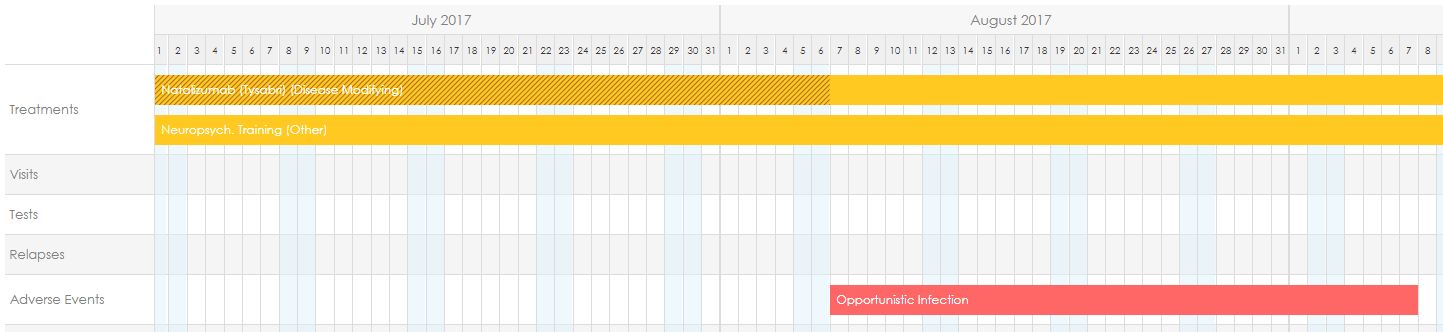 July 2017 August 2017
1 2 3 4 5 6 7 8 9 10 11 12 13 14 15 16 17 18 19 20 21 22 23 24 25 26 27 28 29 30 31 1 2 3 4 5 6 7 8 9 10 11 12 13 14 15 16 17 18 19 20 21 22 23 24 25 26 27 28 29 30 31 1 2 3 4 5 6 7 8
Natalizumab (Tysabri) (Disease Modifying)
Treatments
Neuropsych. Training (Other)
Visits
Tests
Relapses
Adverse Events Opportunistic Infection